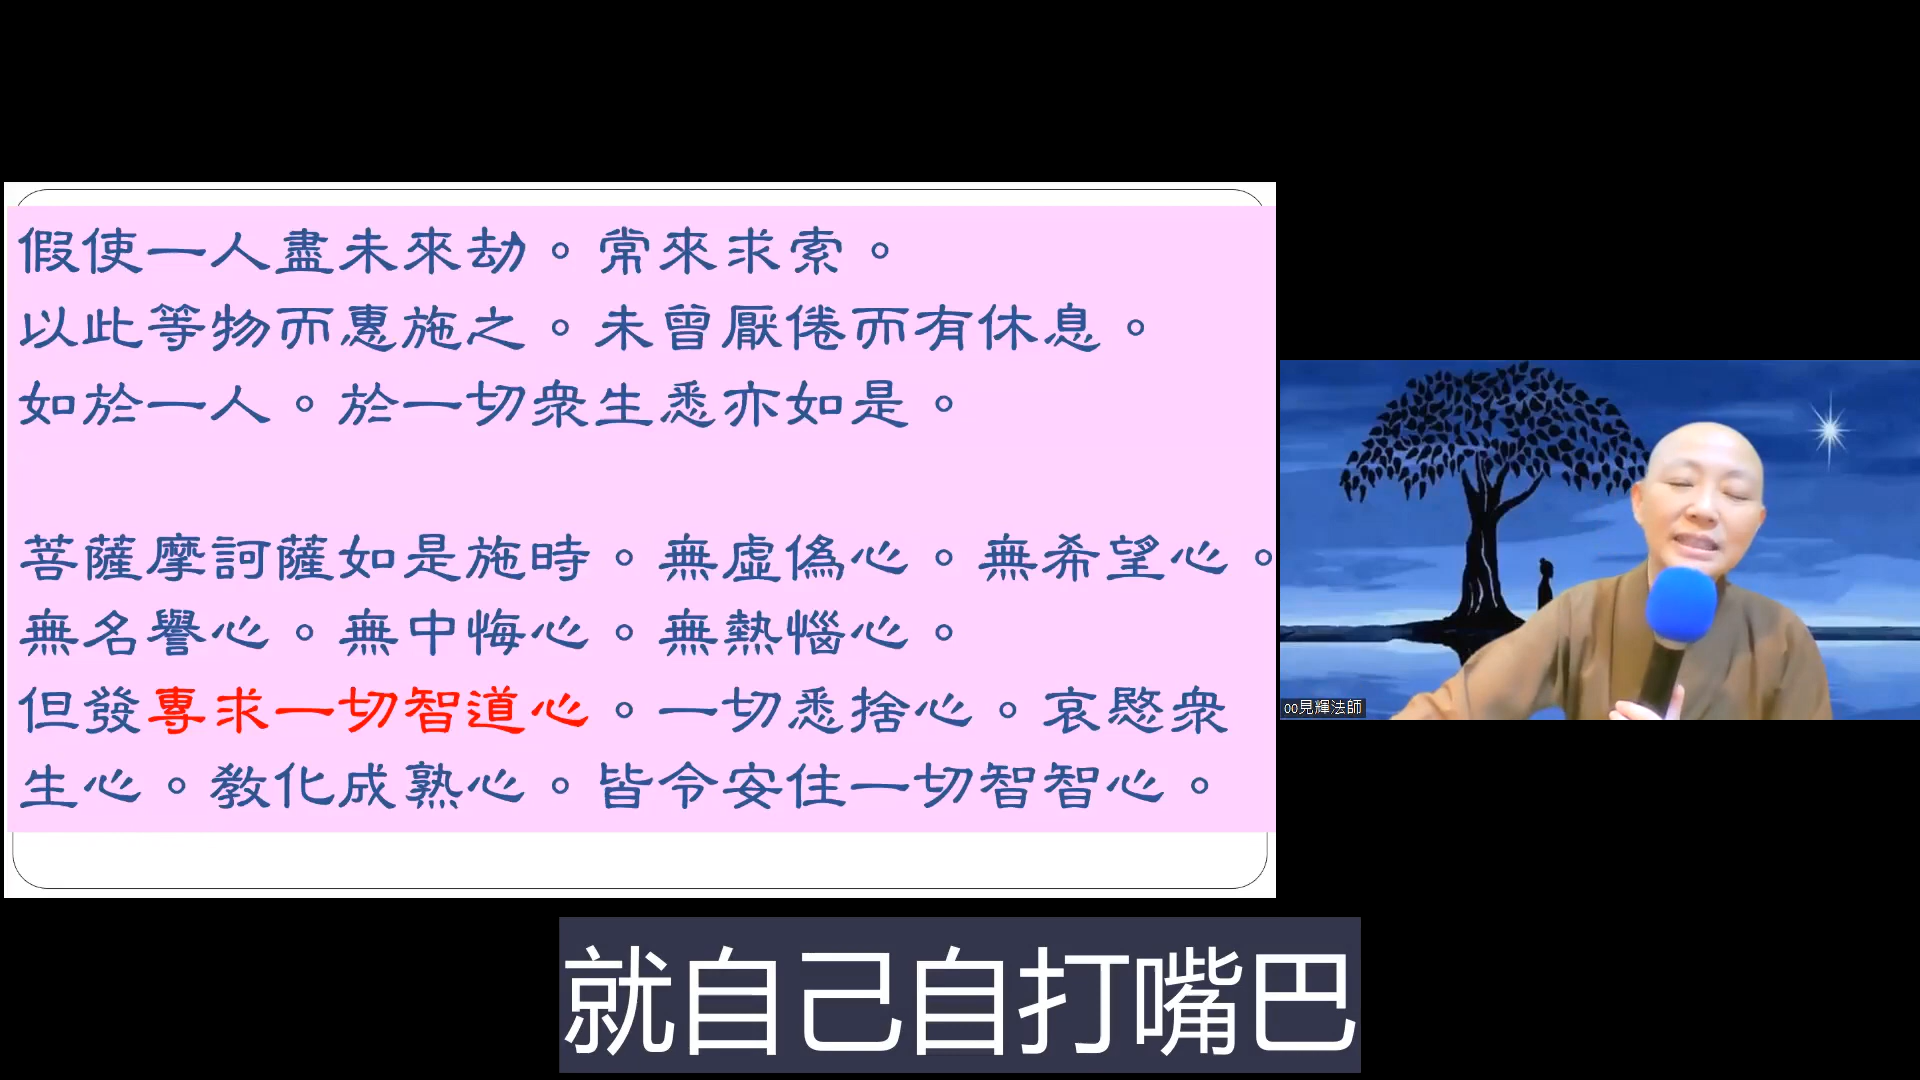 假使一人盡未來劫。常來求索。
以此等物而惠施之。未曾厭倦而有休息。
如於一人。於一切衆生悉亦如是。
菩薩摩訶薩如是施時。無虛偽心。無希望心。
無名譽心。無中悔心。無熱惱心。
但發專求一切智道心。一切悉捨心。哀愍衆
生心。教化成熟心。皆令安住一切智智心。
oo見輝法師
就自己自打嘴巴